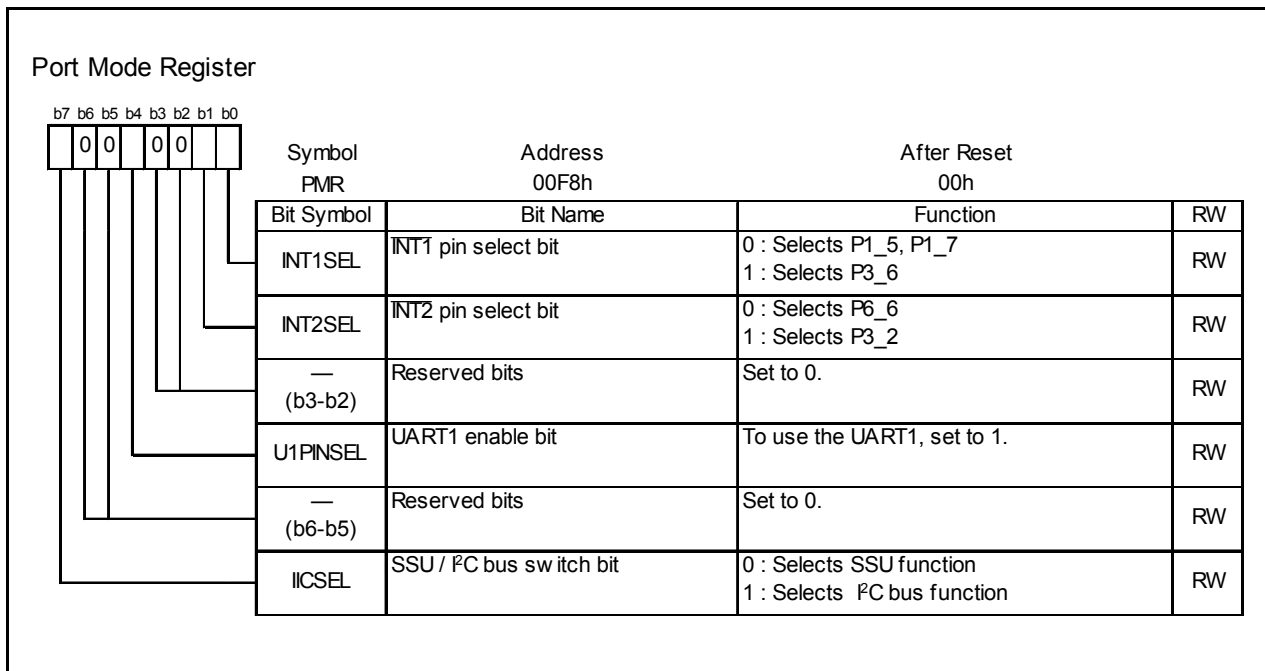 Port Mode Register
b7 b6 b5 b4 b3 b2 b1 b0
0 0 0 0
Symbol Address After Reset
PMR 00F8h 00h
Bit Symbol Bit Name Function RW
INT1SEL INT1 pin select bit 0 : Selects P1_5, P1_7 RW
1 : Selects P3_6
INT2SEL INT2 pin select bit 0 : Selects P6_6 RW
1 : Selects P3_2
— Reserved bits Set to 0. RW
(b3-b2)
U1PINSEL UART1 enable bit To use the UART1, set to 1. RW
— Reserved bits Set to 0. RW
(b6-b5)
IICSEL SSU / I²C bus switch bit 0 : Selects SSU function RW
1 : Selects I²C bus function